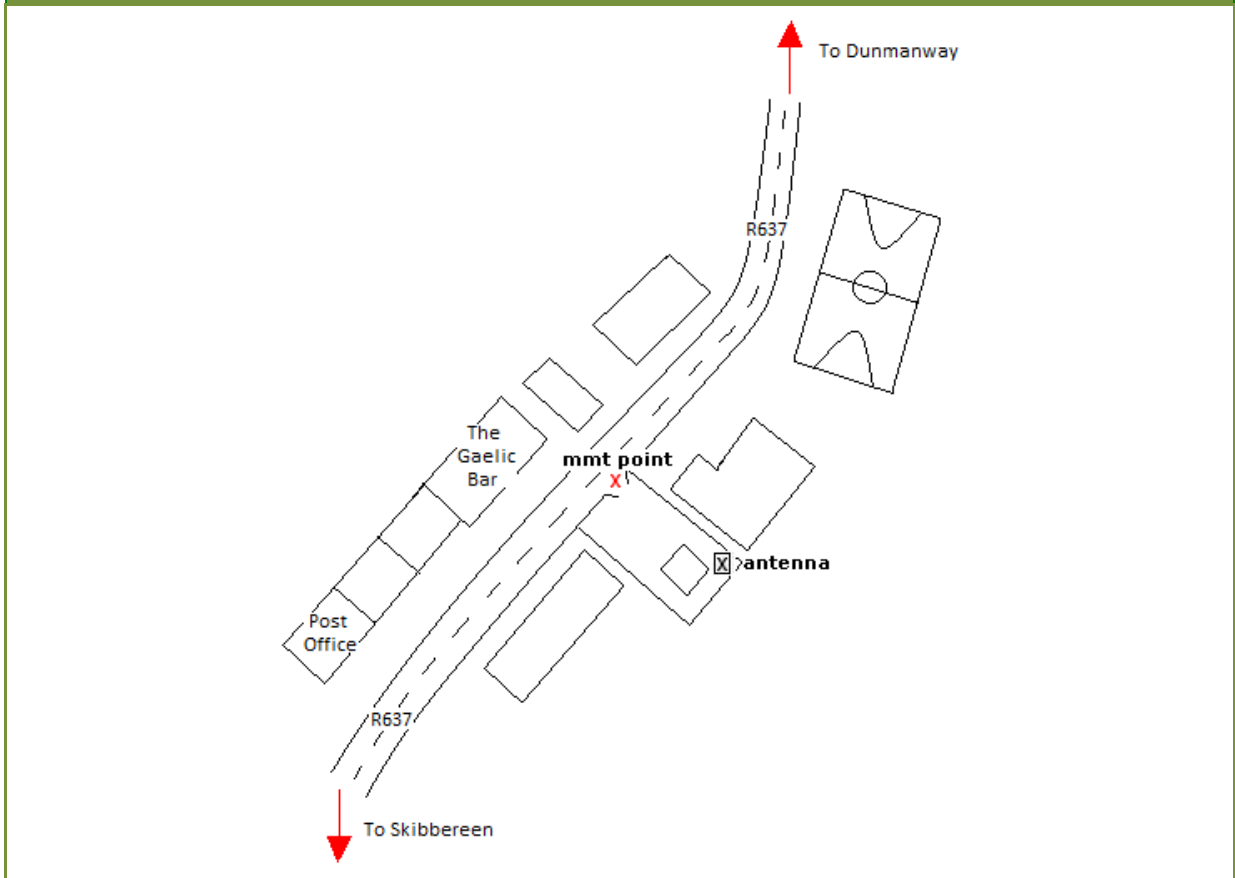 To Dunmanway
R637
The
Gaelic
Bar
mmt point
X
X antenna
Post
Office
R637
To Skibbereen